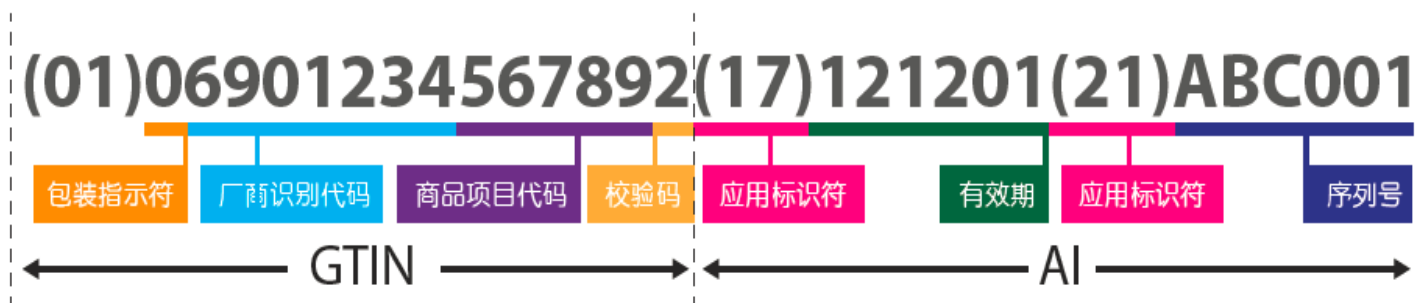 (01)06901234567892(17)121201(21)ABC001
包装指示符 厂商识别代码 商品项目代码 校验码 应用标识符 有效期 应用标识符 序列号
GTIN AI